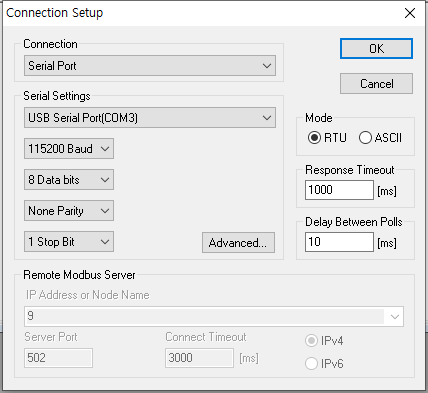 Connection Setup
Connection
OK
Serial Port
Cancel
Serial Settings
USB Serial Port(COM3)
Mode
RTU ASCII
115200 Baud
8 Data bits
Response Timeout
1000 [ms]
None Parity
Delay Between Polls
1 Stop Bit
Advanced...
10 [ms]
Remote Modbus Server
IP Address or Node Name
9
Server Port Connect Timeout
IPv4
502 3000 [ms]
IPv6